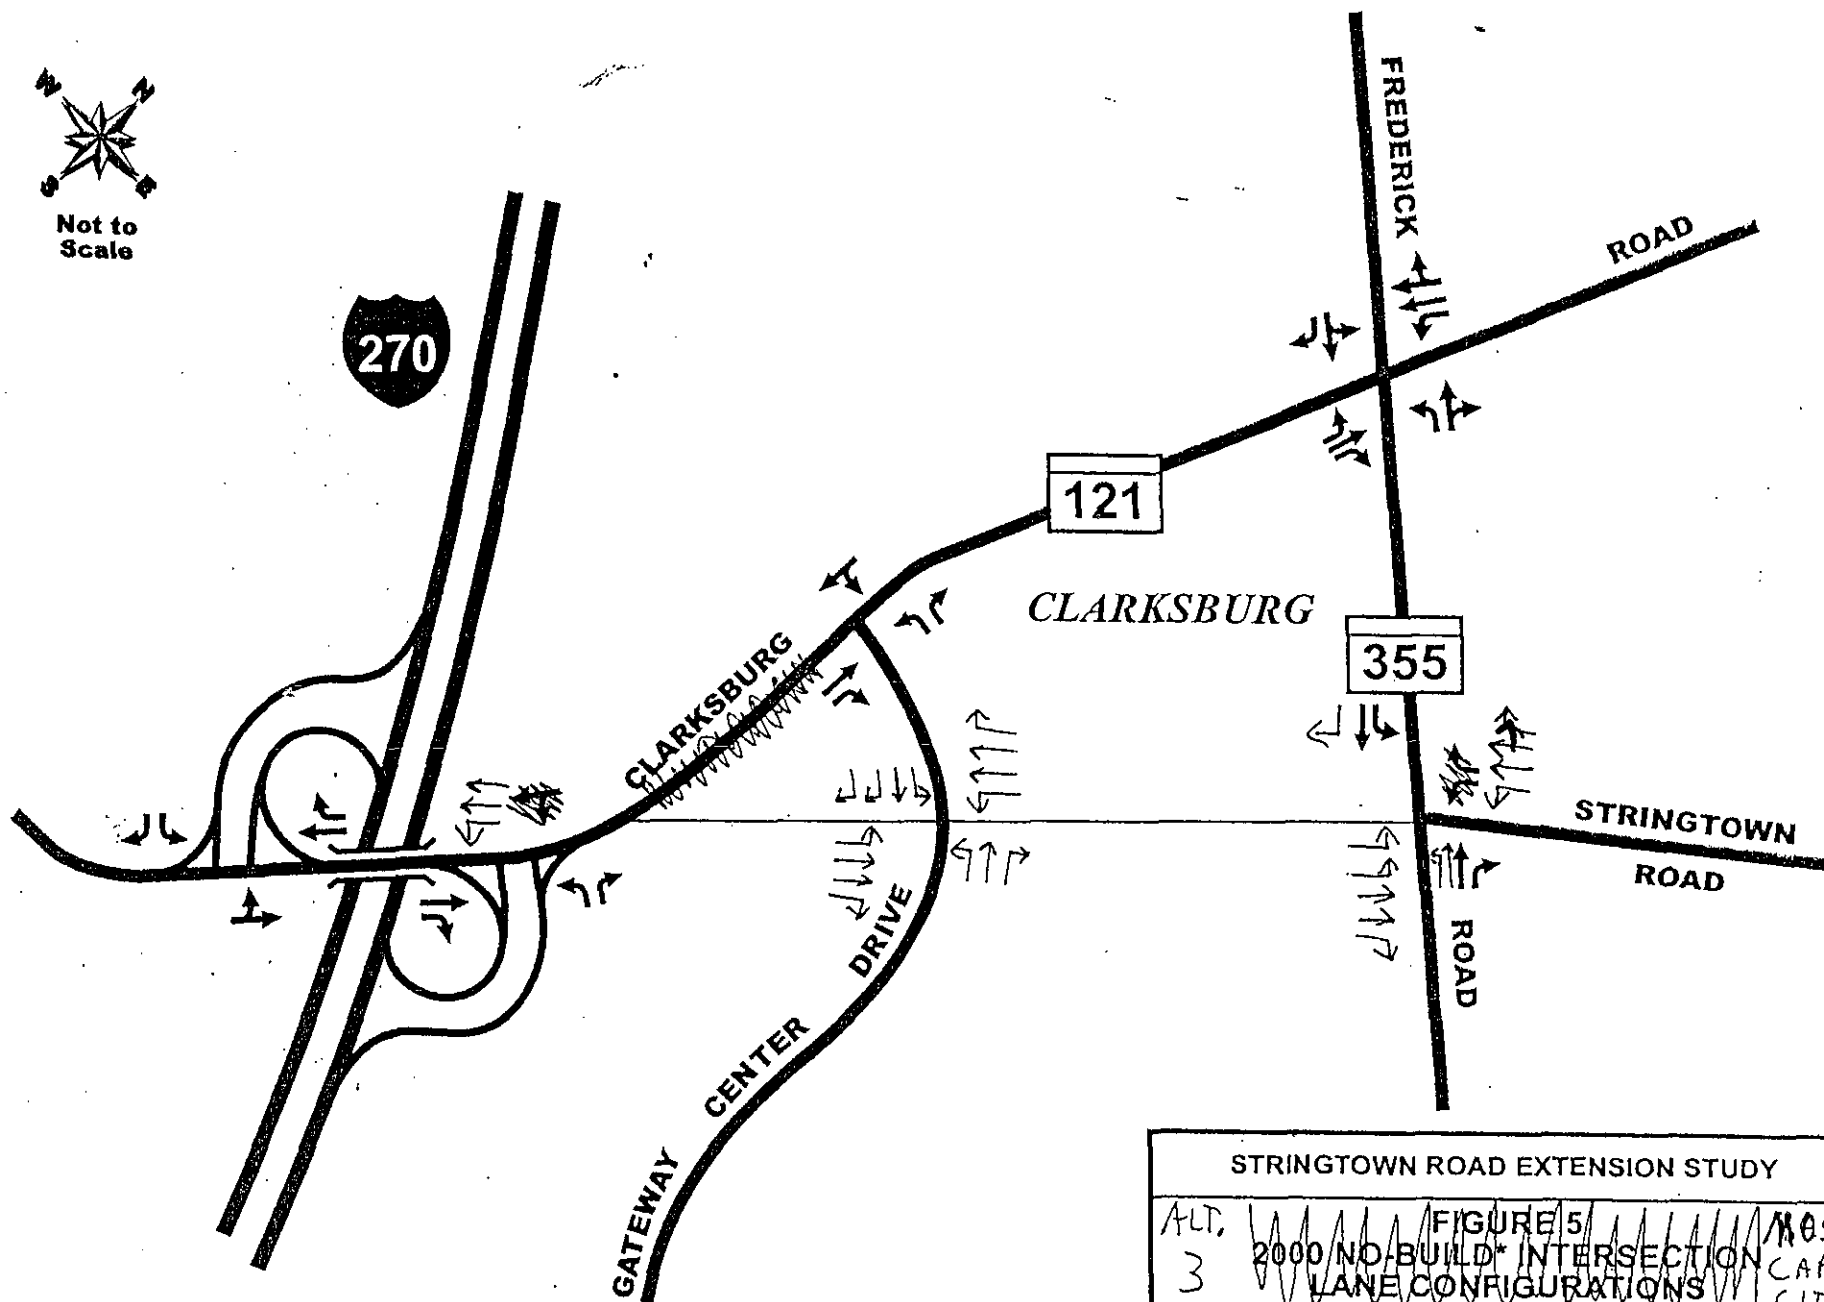 W N
S E
Not to
Scale
270
FREDERICK
ROAD
121
CLARKSBURG
355
CLARKSBURG
STRINGTOWN
ROAD
DRIVE
ROAD
CENTER
GATEWAY
STRINGTOWN ROAD EXTENSION STUDY
ALT. FIGURE 5
3 2000 NO-BUILD* INTERSECTION
LANE CONFIGURATIONS